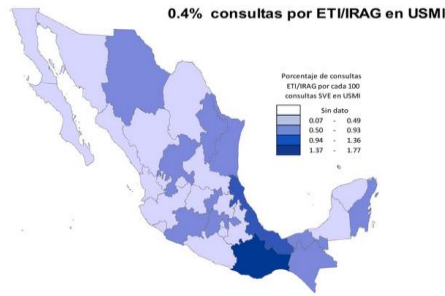 0.4% consultas por ETI/IRAG en USMI
Porcentaje de consultas
ETI/IRAG por cada 100
consultas SVE en USMI
Sin dato
0.07 - 0.49
0.50 - 0.93
0.94 - 1.36
1.37 - 1.77